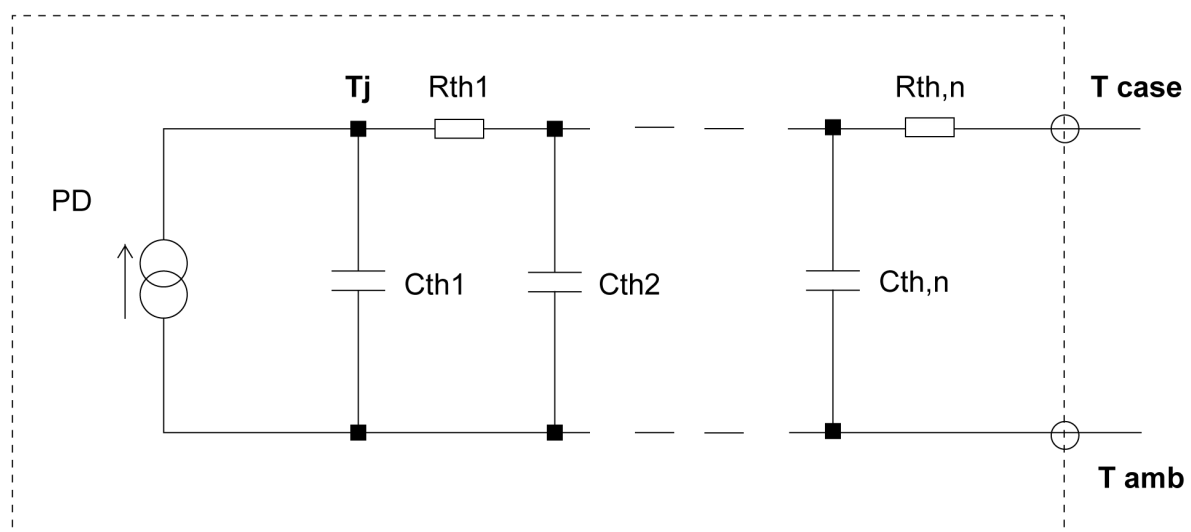 Tj
Rth1
Rth,n
T case
PD
Cth1
Cth2
Cth,n
T amb